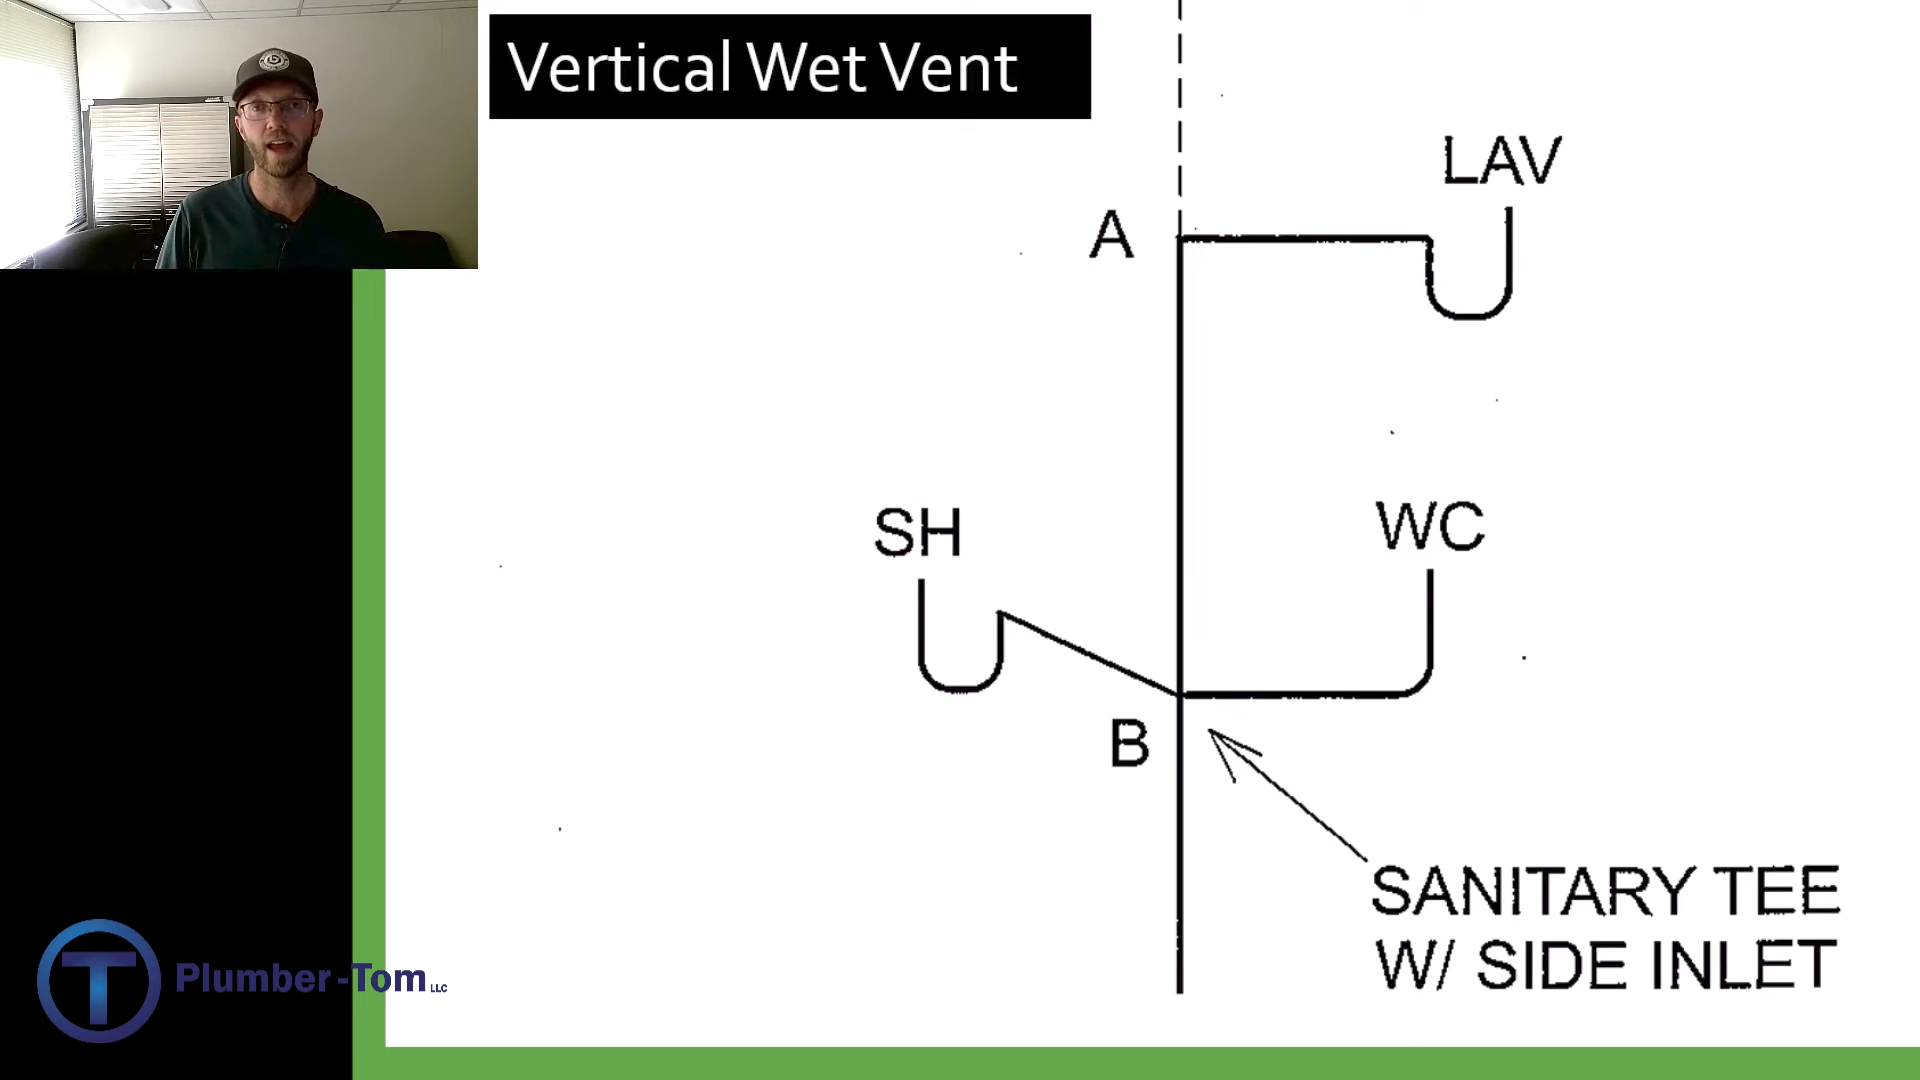 Vertical Wet Vent
LAV
A
SH
WC
B
SANITARY TEE
W/ SIDE INLET
T
Plumber-Tom LLC